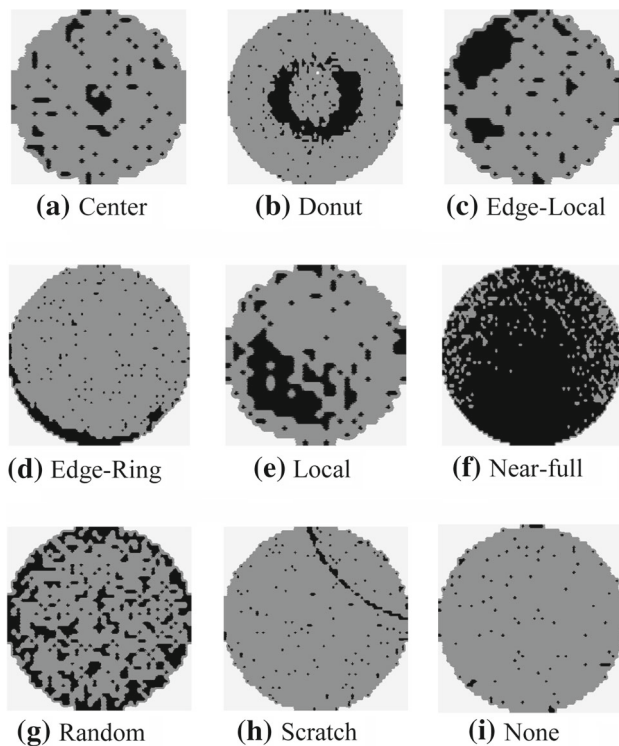 (a) Center
(b) Donut
(c) Edge-Local
(d) Edge-Ring
(e) Local
(f) Near-full
(g) Random
(h) Scratch
(i) None